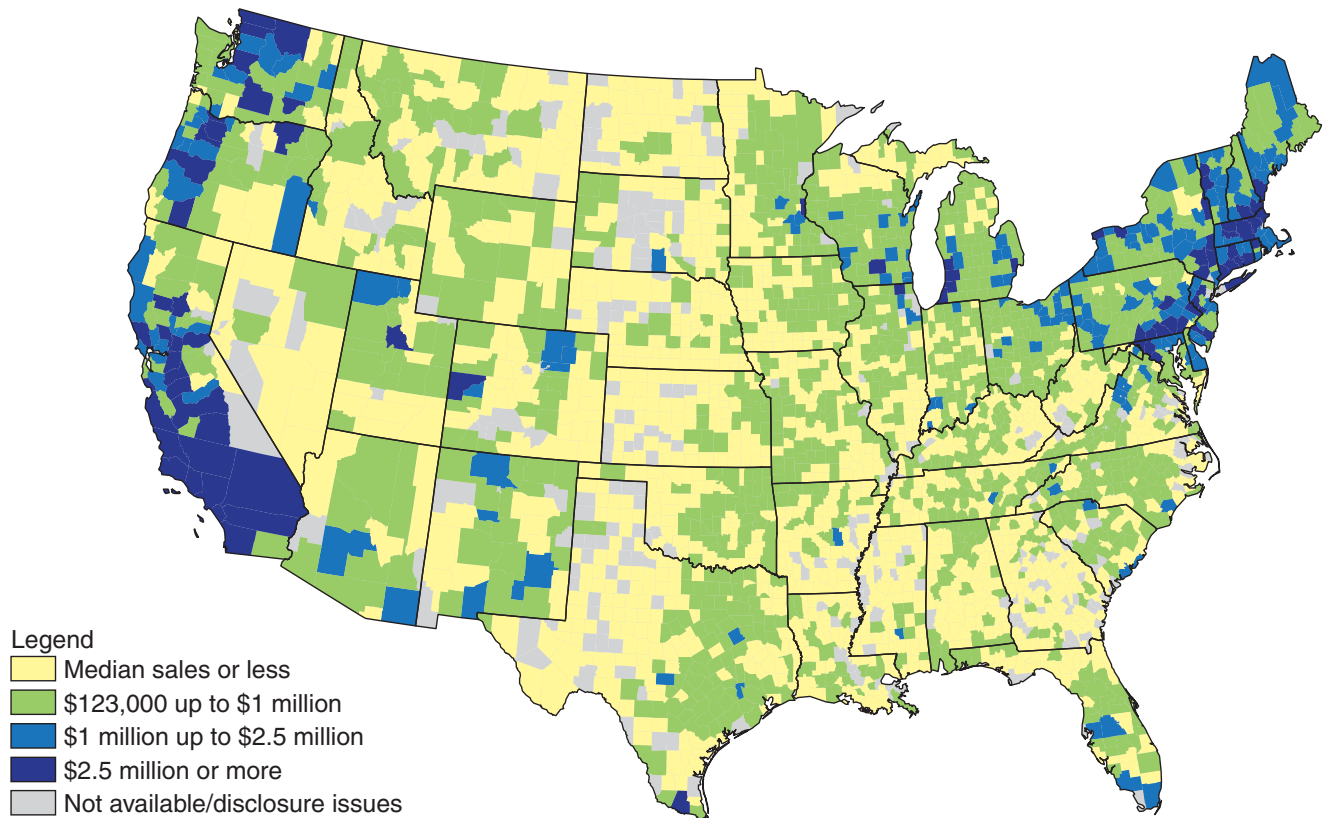 Legend
Median sales or less
$123,000 up to $1 million
$1 million up to $2.5 million
$2.5 million or more
Not available/disclosure issues